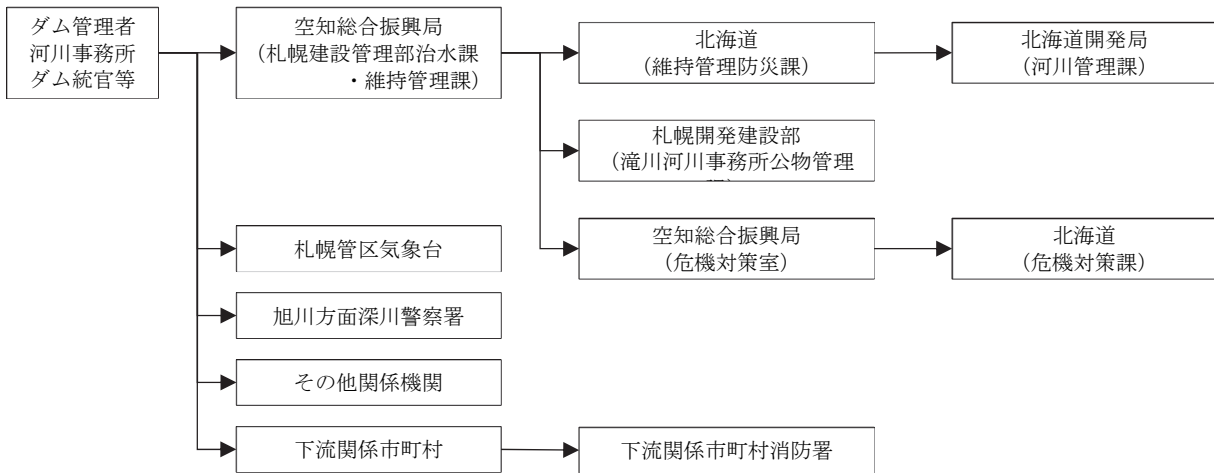 ダム管理者
河川事務所
ダム統官等
空知総合振興局
(札幌建設管理部治水課
・維持管理課)
北海道
(維持管理防災課)
北海道開発局
(河川管理課)
札幌開発建設部
(滝川河川事務所公物管理
空知総合振興局
(危機対策室)
北海道
(危機対策課)
札幌管区気象台
旭川方面深川警察署
その他関係機関
下流関係市町村
下流関係市町村消防署